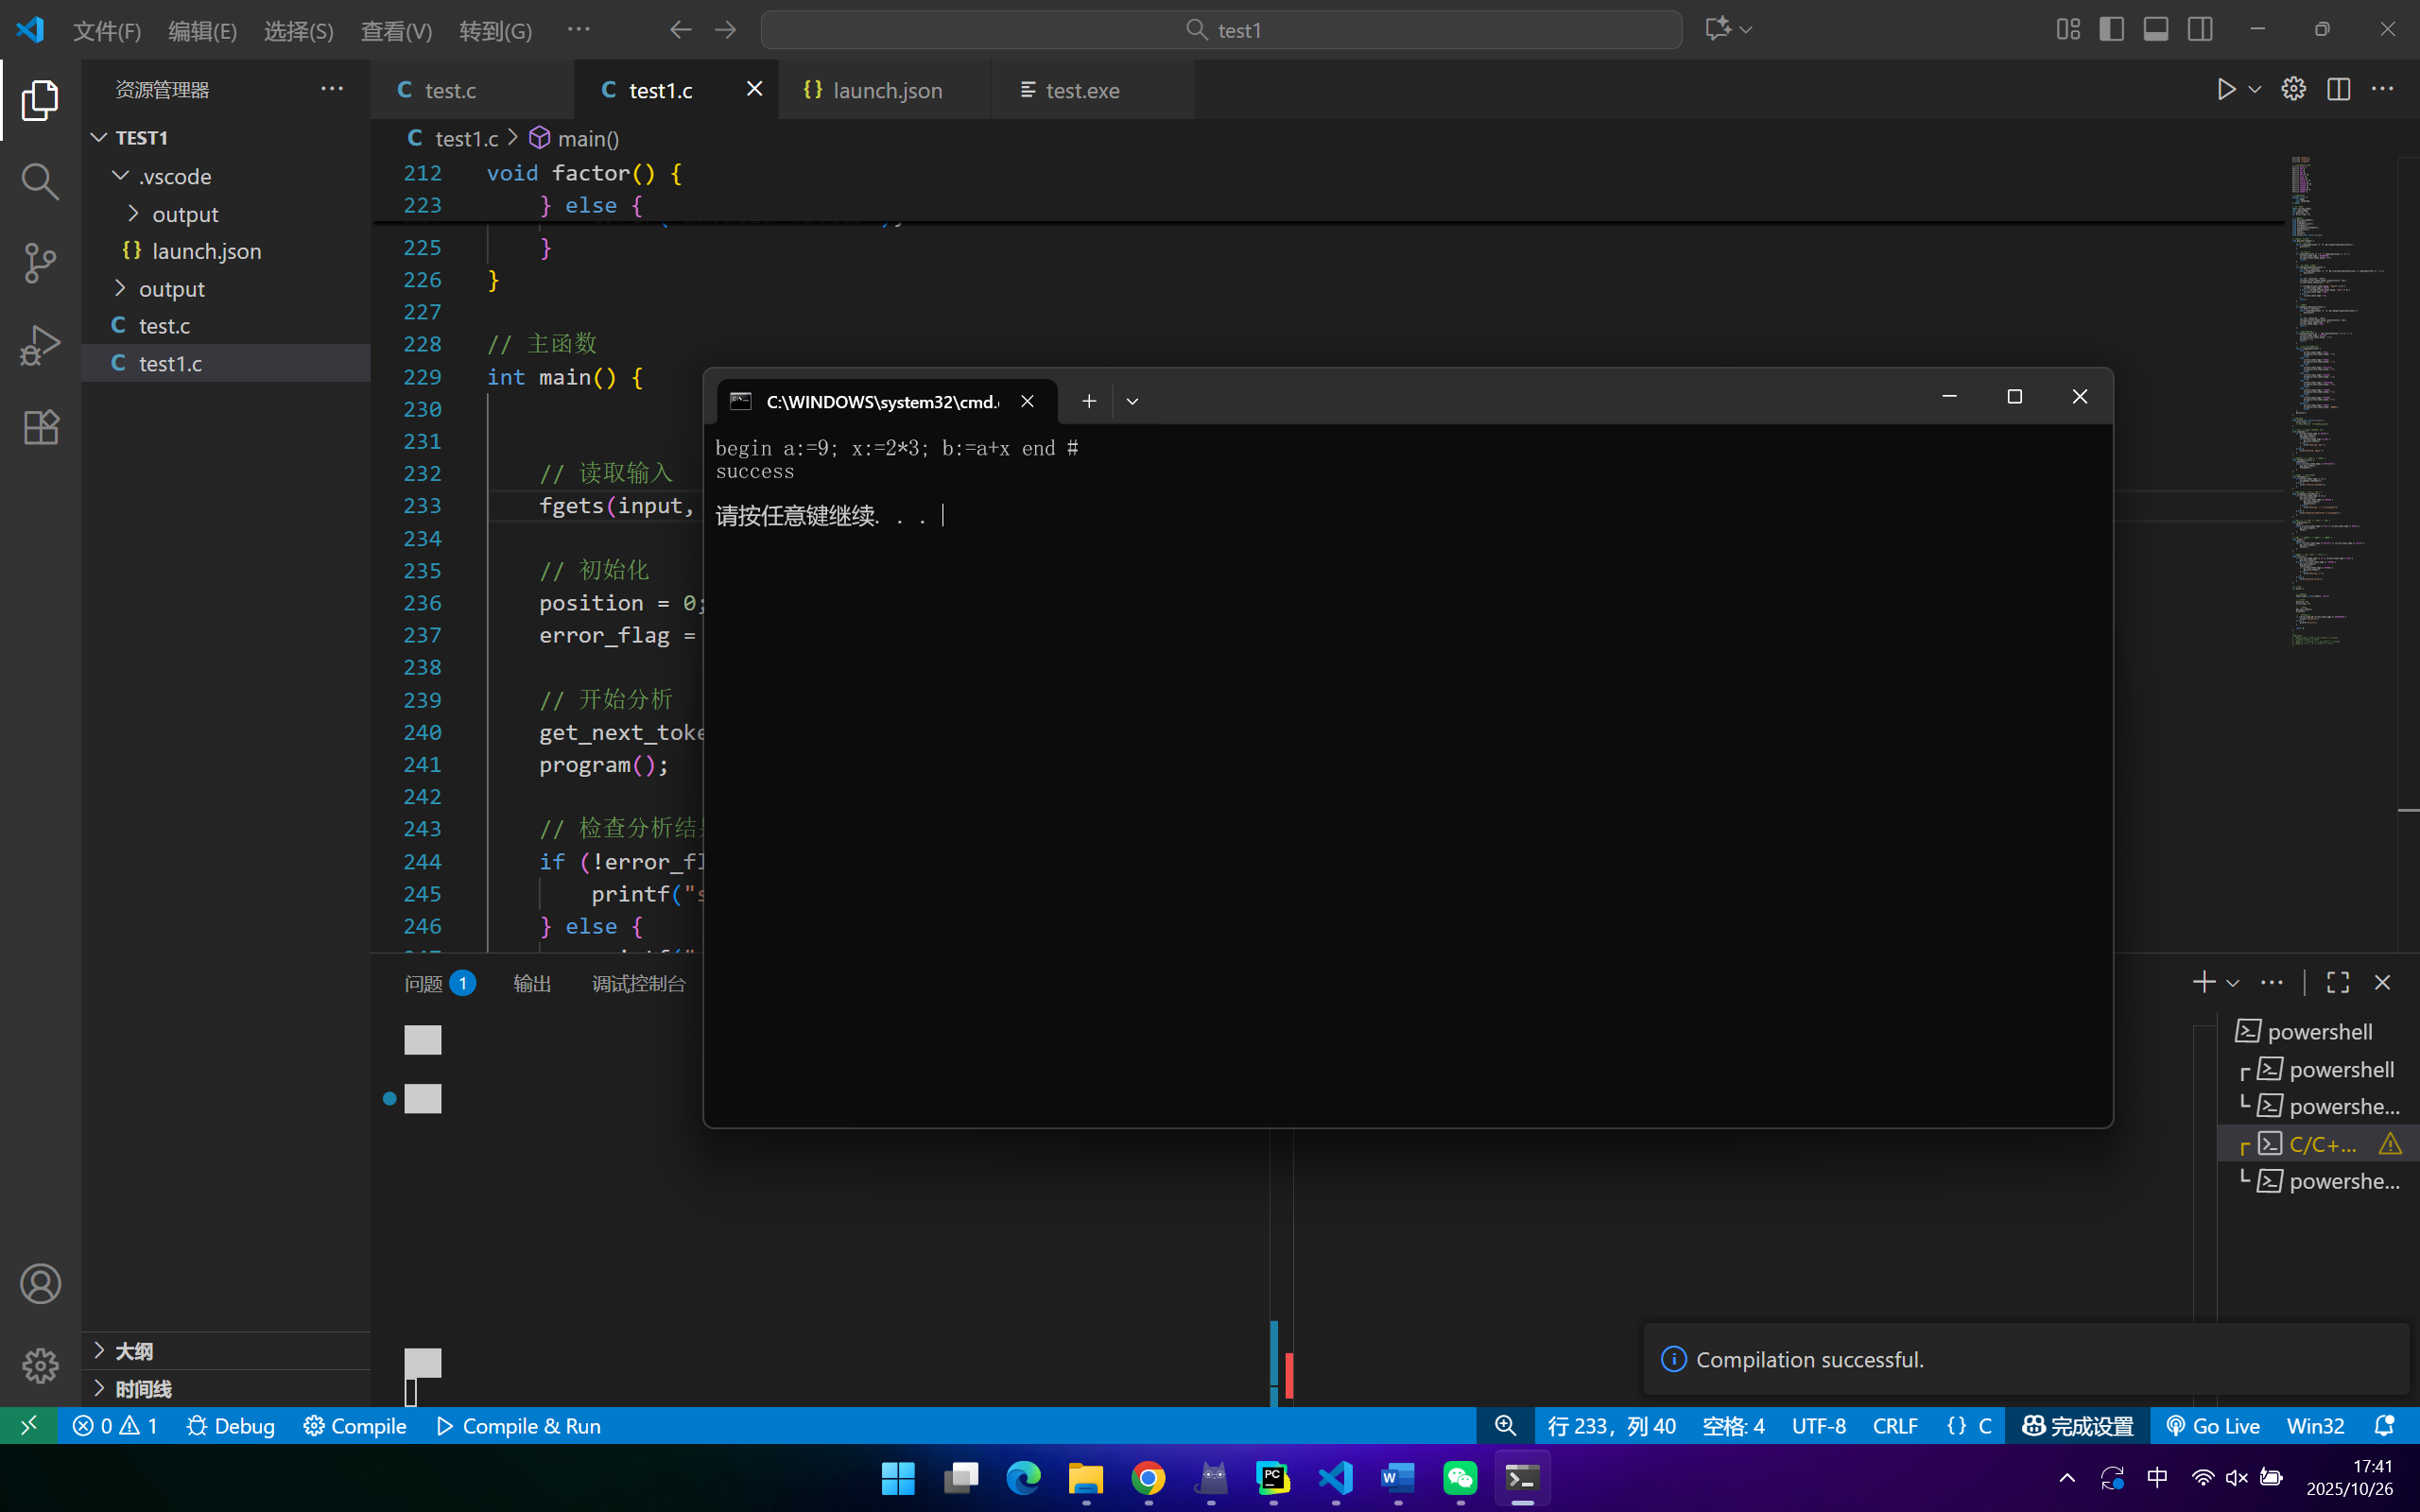 文件(F) 编辑(E) 选择(S) 查看(V) 转到(G) ··· test1
资源管理器 ···
TEST1
.vscode
output
{} launch.json
output
C test.c
C test1.c
大纲
时间线
C test.c C test1.c {} launch.json test.exe
C test1.c > main()
212 void factor() {
223 } else {
225 }
226 }
227
228 // 主函数
229 int main() {
230
231
232 // 读取输入
233 fgets(input,
234
235 // 初始化
236 position = 0;
237 error_flag =
238
239 // 开始分析
240 get_next_toke
241 program();
242
243 // 检查分析结
244 if (!error_fl
245 printf("s
246 } else {
C:\WINDOWS\system32\cmd.
begin a:=9; x:=2*3; b:=a+x end #
success
请按任意键继续. . .
问题 1 输出 调试控制台
powershell
powershell
powershe...
C/C+...
powershe...
Compilation successful.
0 1 Debug Compile Compile & Run 行 233，列 40 空格: 4 UTF-8 CRLF {} C 完成设置 Go Live Win32
中 17:41
2025/10/26